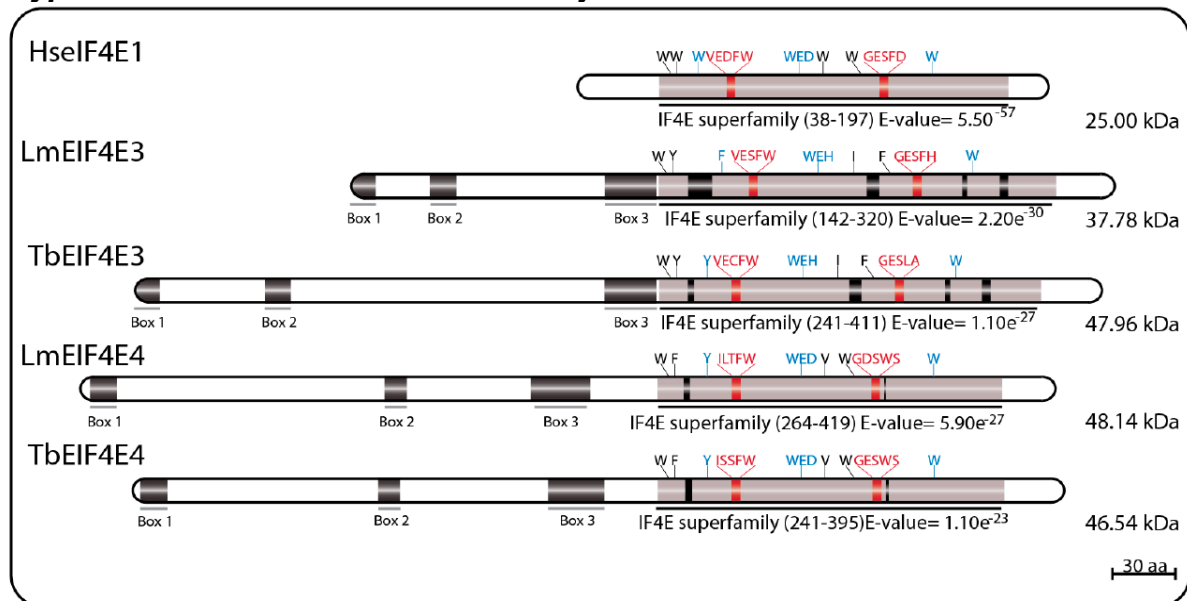 HseIF4E1
WW W VEDFW WED W W GESFD W
IF4E superfamily (38-197) E-value= 5.50-57
25.00 kDa
LmEIF4E3
W Y F VESFW WEH I F GESFH W
Box 1 Box 2 Box 3
IF4E superfamily (142-320) E-value= 2.20e-30
37.78 kDa
TbEIF4E3
W Y Y VECFW WEH I F GESLA W
Box 1 Box 2 Box 3
IF4E superfamily (241-411) E-value= 1.10e-27
47.96 kDa
LmEIF4E4
W F Y ILTFW WED V W GDSWS W
Box 1 Box 2 Box 3
IF4E superfamily (264-419) E-value= 5.90e-27
48.14 kDa
TbEIF4E4
W F Y ISSFW WED V W GESWS W
Box 1 Box 2 Box 3
IF4E superfamily (241-395)E-value= 1.10e-23
46.54 kDa
30 aa